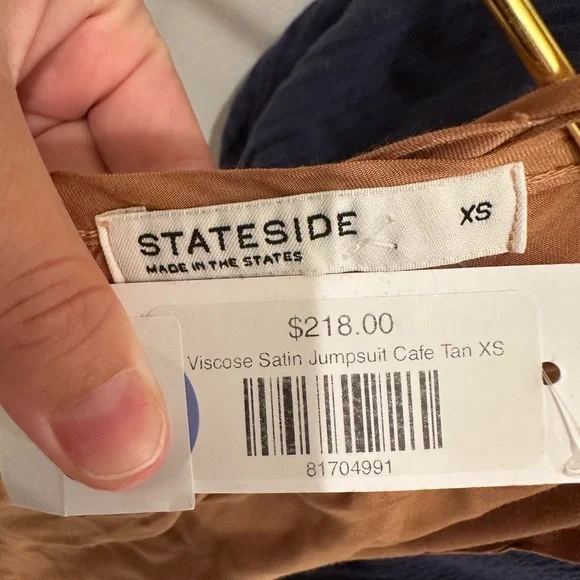 STATESIDE
XS
MADE IN THE STATES
$218.00
Viscose Satin Jumpsuit Cafe Tan XS
81704991